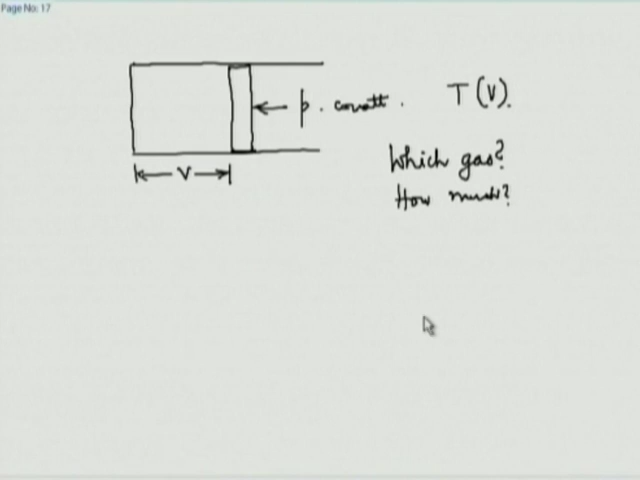 Page No: 17
p. constt. T(V).
Which gas?
How much?
V